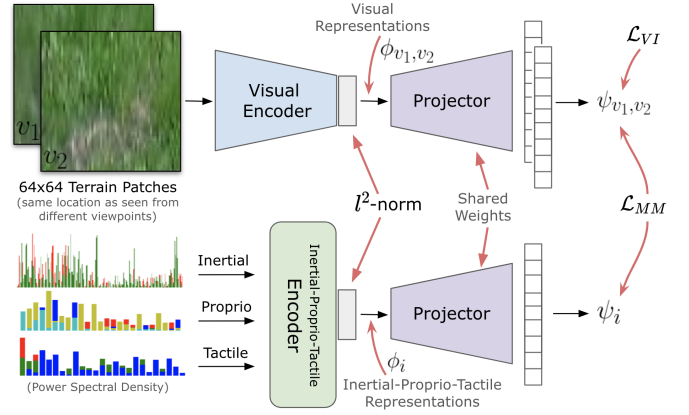 Visual
Representations
ϕ_{v_1,v_2}
ℒ_{VI}
v_1
v_2
Visual
Encoder
Projector
ψ_{v_1,v_2}
64x64 Terrain Patches
(same location as seen from
different viewpoints)
l^2-norm
Shared
Weights
ℒ_{MM}
Inertial
Proprio
Tactile
(Power Spectral Density)
Inertial-Proprio-Tactile
Encoder
Projector
ψ_i
ϕ_i
Inertial-Proprio-Tactile
Representations